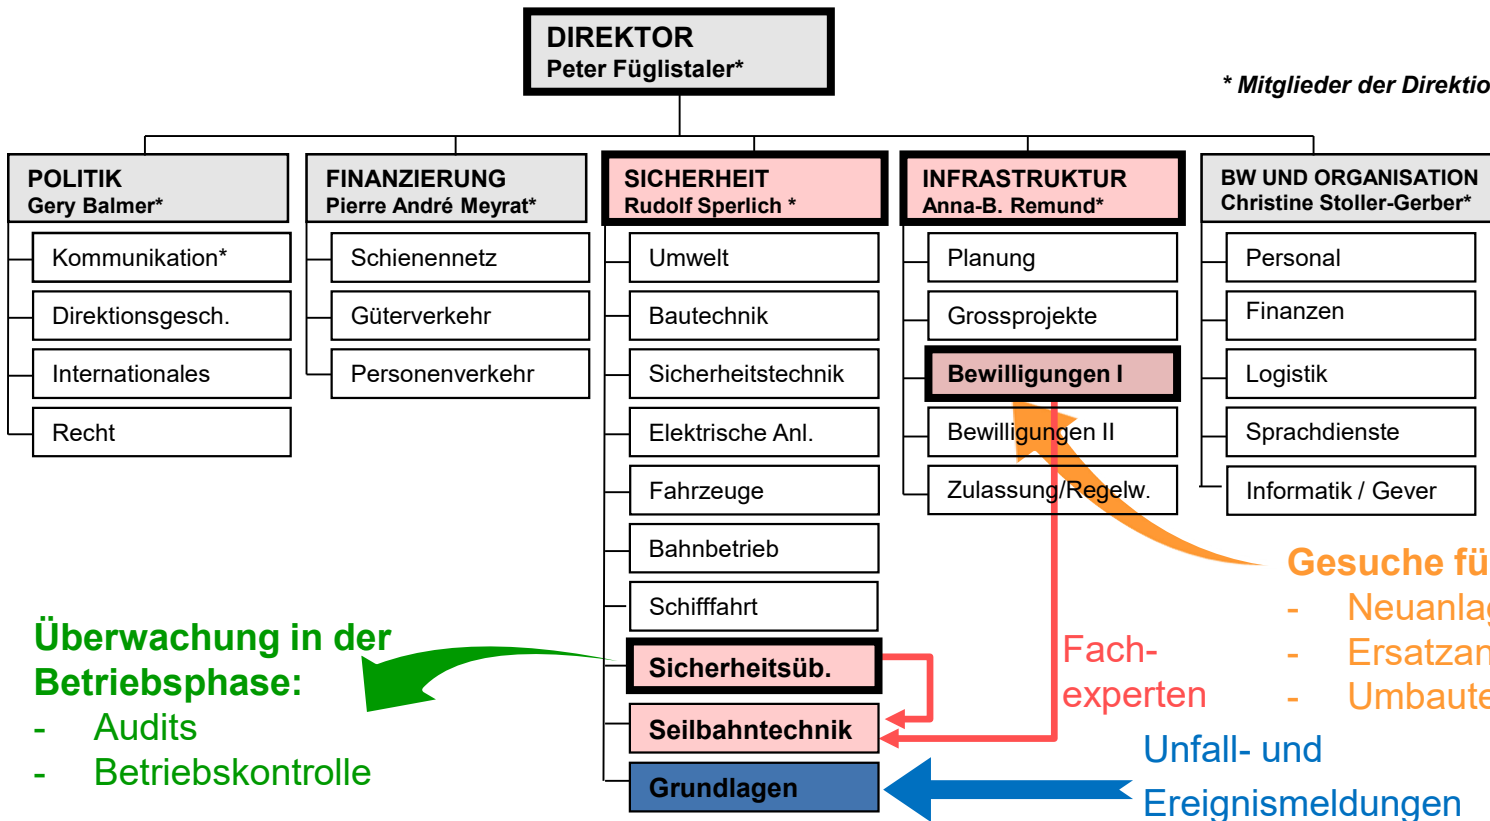 DIREKTOR
Peter Füglistaler*
* Mitglieder der Direktio
POLITIK
Gery Balmer*
Kommunikation*
Direktionsgesch.
Internationales
Recht
FINANZIERUNG
Pierre André Meyrat*
Schienennetz
Güterverkehr
Personenverkehr
SICHERHEIT
Rudolf Sperlich *
Umwelt
Bautechnik
Sicherheitstechnik
Elektrische Anl.
Fahrzeuge
Bahnbetrieb
Schifffahrt
Sicherheitsüb.
Seilbahntechnik
Grundlagen
INFRASTRUKTUR
Anna-B. Remund*
Planung
Grossprojekte
Bewilligungen I
Bewilligungen II
Zulassung/Regelw.
BW UND ORGANISATION
Christine Stoller-Gerber*
Personal
Finanzen
Logistik
Sprachdienste
Informatik / Gever
Überwachung in der
Betriebsphase:
- Audits
- Betriebskontrolle
Fach-
experten
Gesuche fü
- Neuanlag
- Ersatzan
- Umbaute
Unfall- und
Ereignismeldungen